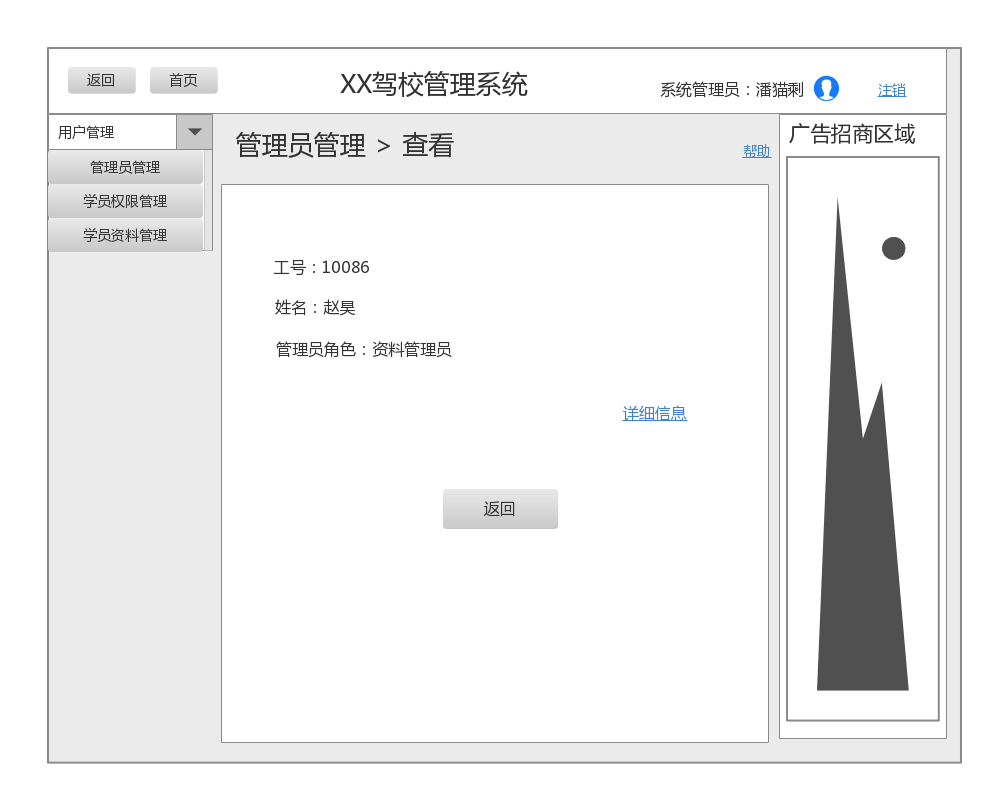 返回
首页
XX驾校管理系统
系统管理员：潘猫剩
注销
用户管理
管理员管理
学员权限管理
学员资料管理
管理员管理 > 查看
帮助
工号：10086
姓名：赵昊
管理员角色：资料管理员
详细信息
返回
广告招商区域